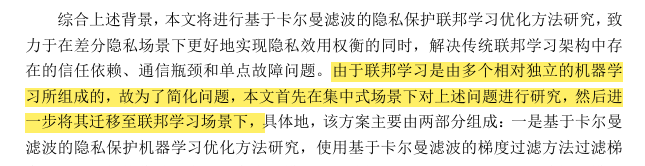 综合上述背景，本文将进行基于卡尔曼滤波的隐私保护联邦学习优化方法研究，致
力于在差分隐私场景下更好地实现隐私效用权衡的同时，解决传统联邦学习架构中存
在的信任依赖、通信瓶颈和单点故障问题。由于联邦学习是由多个相对独立的机器学
习所组成的，故为了简化问题，本文首先在集中式场景下对上述问题进行研究，然后进
一步将其迁移至联邦学习场景下，具体地，该方案主要由两部分组成：一是基于卡尔曼
滤波的隐私保护机器学习优化方法研究，使用基于卡尔曼滤波的梯度过滤方法过滤梯